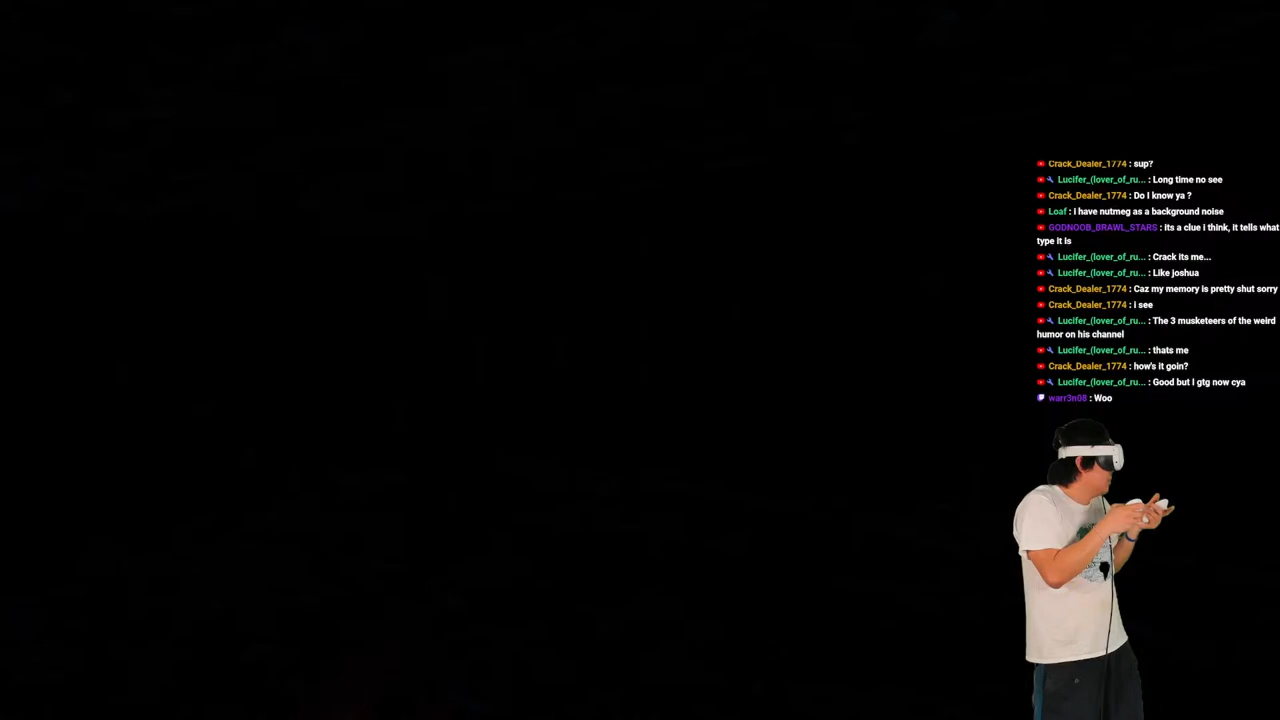 Crack_Dealer_1774 : sup?
Lucifer_(lover_of_ru... : Long time no see
Crack_Dealer_1774 : Do I know ya ?
Loaf : i have nutmeg as a background noise
GODNOOB_BRAWL_STARS : its a clue i think, it tells what
type it is
Lucifer_(lover_of_ru... : Crack its me...
Lucifer_(lover_of_ru... : Like joshua
Crack_Dealer_1774 : Caz my memory is pretty shut sorry
Crack_Dealer_1774 : i see
Lucifer_(lover_of_ru... : The 3 musketeers of the weird
humor on his channel
Lucifer_(lover_of_ru... : thats me
Crack_Dealer_1774 : how's it goin?
Lucifer_(lover_of_ru... : Good but I gtg now cya
warr3n08 : Woo